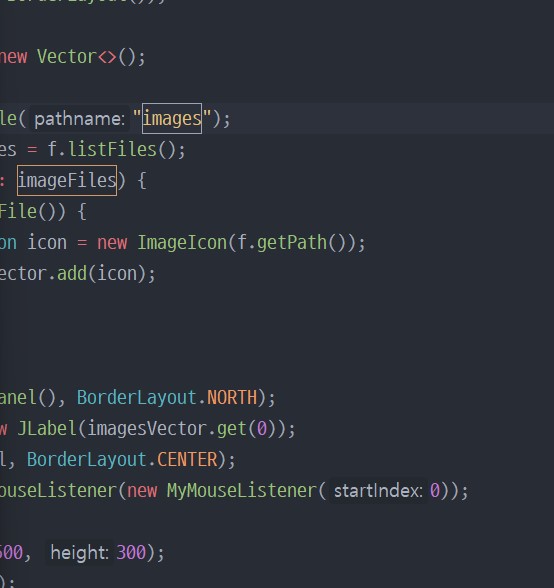 new Vector<>();
le( pathname: "images");
es = f.listFiles();
: imageFiles) {
File()) {
on icon = new ImageIcon(f.getPath());
ector.add(icon);
anel(), BorderLayout.NORTH);
w JLabel(imagesVector.get(0));
l, BorderLayout.CENTER);
ouseListener(new MyMouseListener( startIndex: 0));
500, height: 300);
);